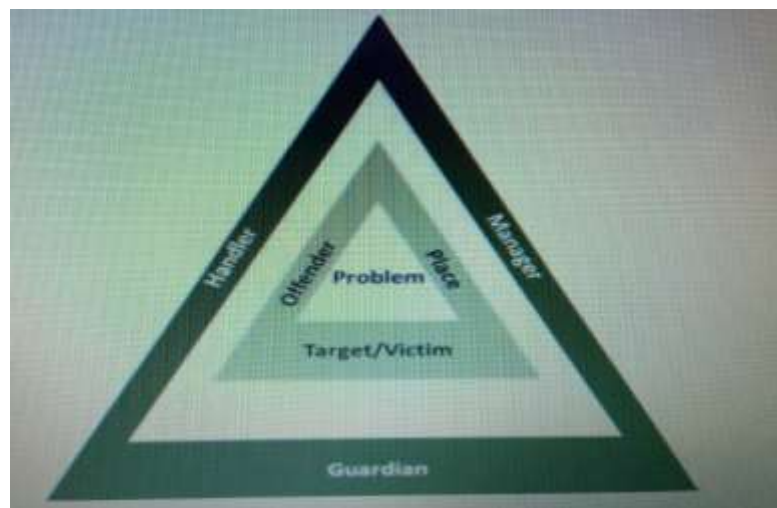 Handler
Manager
Offender
Place
Problem
Target/Victim
Guardian